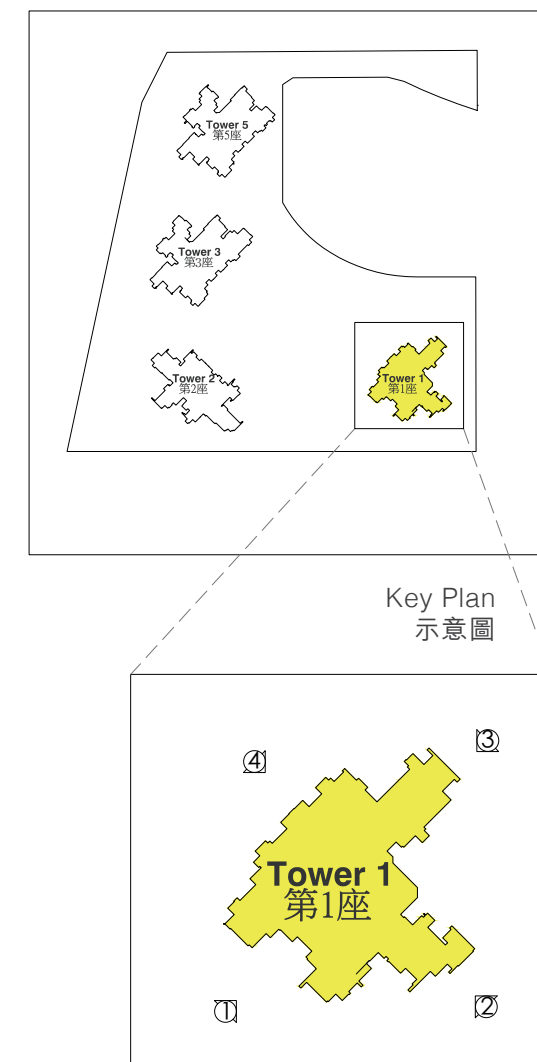 Tower 5
第5座
Tower 3
第3座
Tower 2
第2座
Tower 1
第1座
Key Plan
示意圖
④
③
Tower 1
第1座
①
②